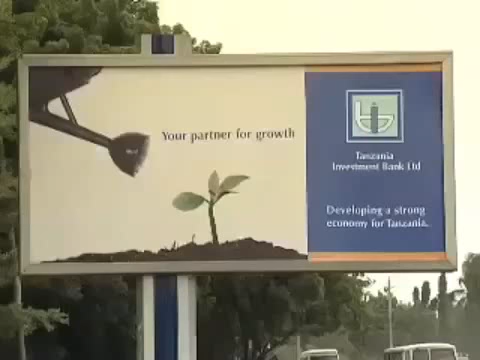 Your partner for growth
Tanzania
Investment Bank Ltd
Developing a strong
economy for Tanzania.